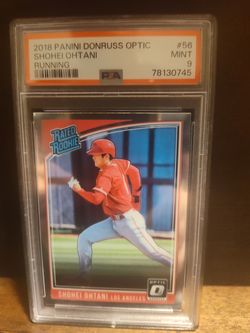 2018 PANINI DONRUSS OPTIC #56
SHOHEI OHTANI MINT
RUNNING 9
PSA 78130745
RATED ROOKIE
OPTIC
SHOHEI OHTANI LOS ANGELES